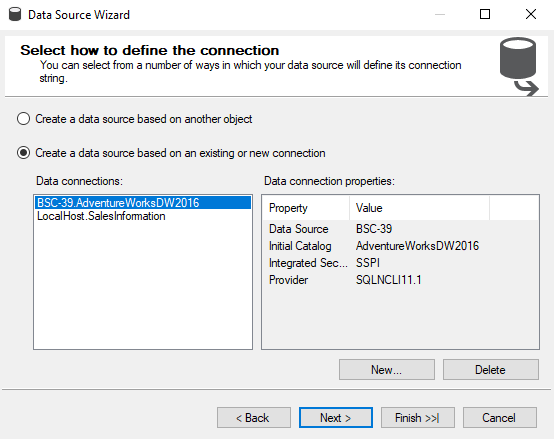 Data Source Wizard
Select how to define the connection
You can select from a number of ways in which your data source will define its connection
string.
Create a data source based on another object
Create a data source based on an existing or new connection
Data connections:
BSC-39.AdventureWorksDW2016
LocalHost.SalesInformation
Data connection properties:
Property Value
Data Source BSC-39
Initial Catalog AdventureWorksDW2016
Integrated Sec... SSPI
Provider SQLNCLI11.1
New... Delete
< Back Next > Finish >>| Cancel